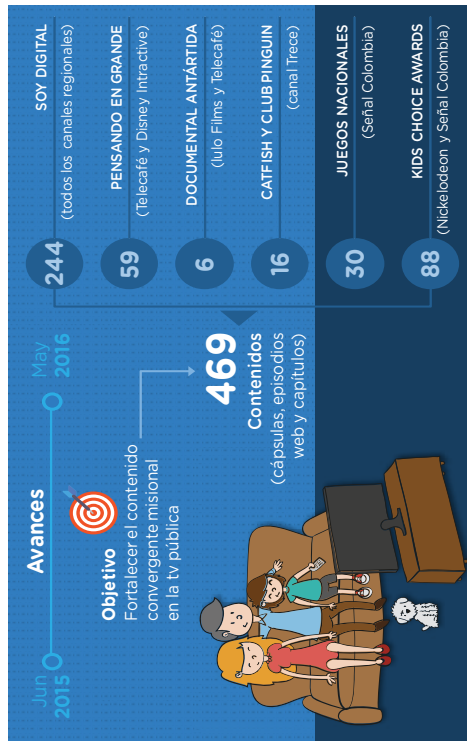 Avances
Jun
2015
May
2016
Objetivo
Fortalecer el contenido
convergente misional
en la tv pública
469
Contenidos
(cápsulas, episodios
web y capítulos)
244
SOY DIGITAL
(todos los canales regionales)
59
PENSANDO EN GRANDE
(Telecafé y Disney Intractive)
6
DOCUMENTAL ANTÁRTIDA
(lulo Films y Telecafé)
16
CATFISH Y CLUB PINGUIN
(canal Trece)
30
JUEGOS NACIONALES
(Señal Colombia)
88
KIDS CHOICE AWARDS
(Nickelodeon y Señal Colombia)